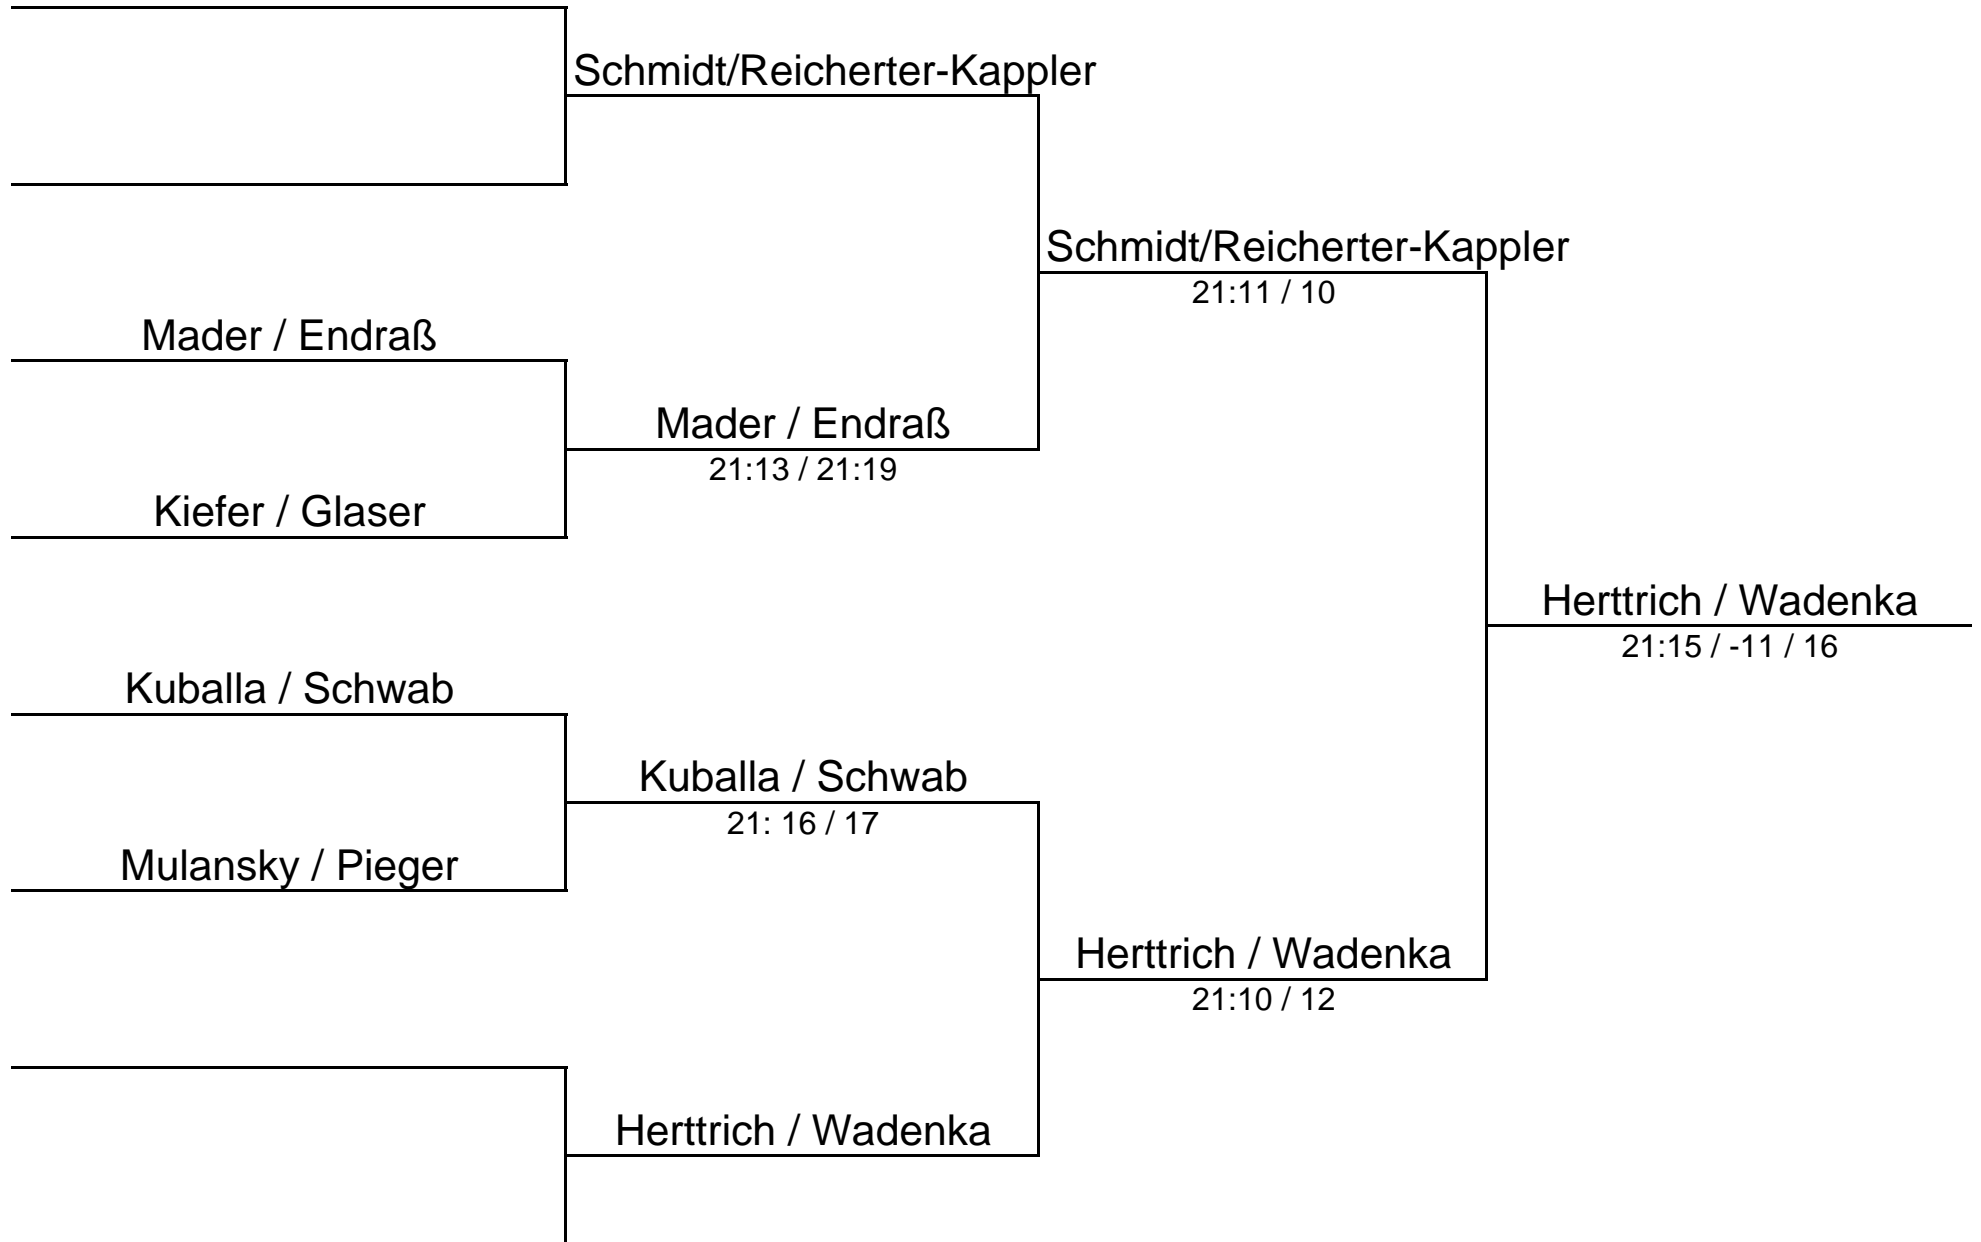 Schmidt/Reicherter-Kappler
Schmidt/Reicherter-Kappler
21:11 / 10
Mader / Endraß
Mader / Endraß
21:13 / 21:19
Kiefer / Glaser
Herttrich / Wadenka
21:15 / -11 / 16
Kuballa / Schwab
Kuballa / Schwab
21: 16 / 17
Mulansky / Pieger
Herttrich / Wadenka
21:10 / 12
Herttrich / Wadenka